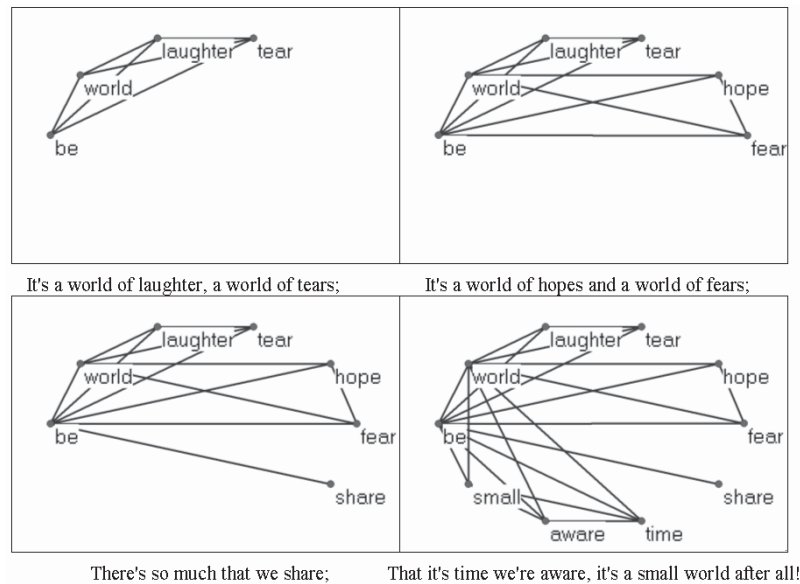 laughter tear
world
be
laughter tear
world hope
be fear
It's a world of laughter, a world of tears;
It's a world of hopes and a world of fears;
laughter tear
world hope
be fear
share
laughter tear
world hope
be fear
small share
aware time
There's so much that we share;
That it's time we're aware, it's a small world after all!